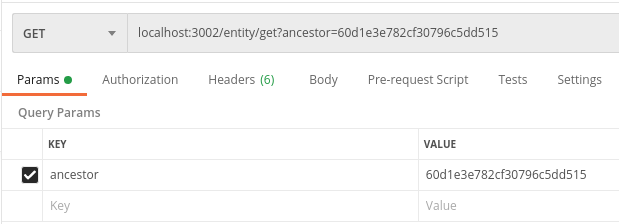 GET localhost:3002/entity/get?ancestor=60d1e3e782cf30796c5dd515
Params Authorization Headers (6) Body Pre-request Script Tests Settings
Query Params
KEY VALUE
ancestor 60d1e3e782cf30796c5dd515
Key Value